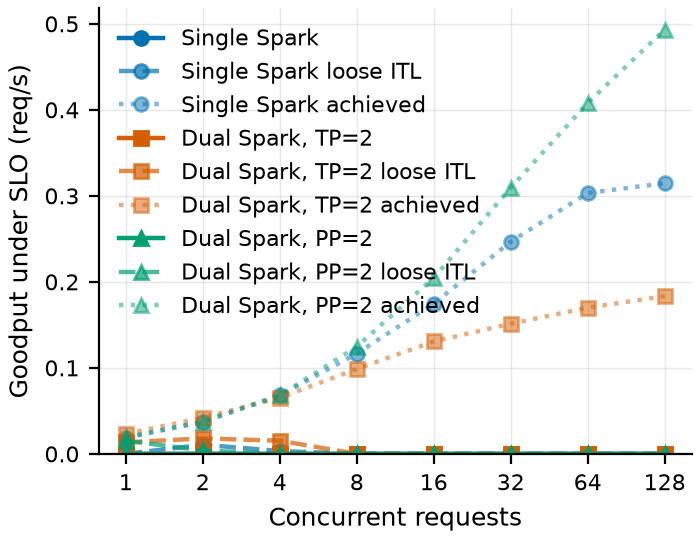 Goodput under SLO (req/s)
0.5
0.4
0.3
0.2
0.1
0.0
Single Spark
Single Spark loose ITL
Single Spark achieved
Dual Spark, TP=2
Dual Spark, TP=2 loose ITL
Dual Spark, TP=2 achieved
Dual Spark, PP=2
Dual Spark, PP=2 loose ITL
Dual Spark, PP=2 achieved
1 2 4 8 16 32 64 128
Concurrent requests